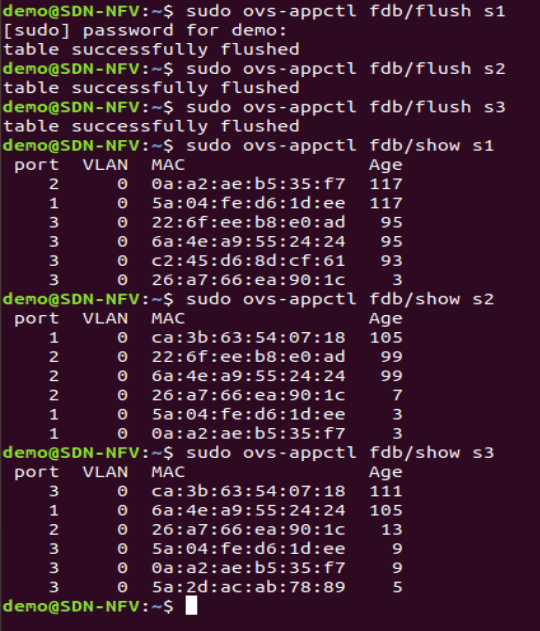 demo@SDN-NFV:~$ sudo ovs-appctl fdb/flush s1
[sudo] password for demo:
table successfully flushed
demo@SDN-NFV:~$ sudo ovs-appctl fdb/flush s2
table successfully flushed
demo@SDN-NFV:~$ sudo ovs-appctl fdb/flush s3
table successfully flushed
demo@SDN-NFV:~$ sudo ovs-appctl fdb/show s1
port VLAN MAC Age
2 0 0a:a2:ae:b5:35:f7 117
1 0 5a:04:fe:d6:1d:ee 117
3 0 22:6f:ee:b8:e0:ad 95
3 0 6a:4e:a9:55:24:24 95
3 0 c2:45:d6:8d:cf:61 93
3 0 26:a7:66:ea:90:1c 3
demo@SDN-NFV:~$ sudo ovs-appctl fdb/show s2
port VLAN MAC Age
1 0 ca:3b:63:54:07:18 105
2 0 22:6f:ee:b8:e0:ad 99
2 0 6a:4e:a9:55:24:24 99
2 0 26:a7:66:ea:90:1c 7
1 0 5a:04:fe:d6:1d:ee 3
1 0 0a:a2:ae:b5:35:f7 3
demo@SDN-NFV:~$ sudo ovs-appctl fdb/show s3
port VLAN MAC Age
3 0 ca:3b:63:54:07:18 111
1 0 6a:4e:a9:55:24:24 105
2 0 26:a7:66:ea:90:1c 13
3 0 5a:04:fe:d6:1d:ee 9
3 0 0a:a2:ae:b5:35:f7 9
3 0 5a:2d:ac:ab:78:89 5
demo@SDN-NFV:~$